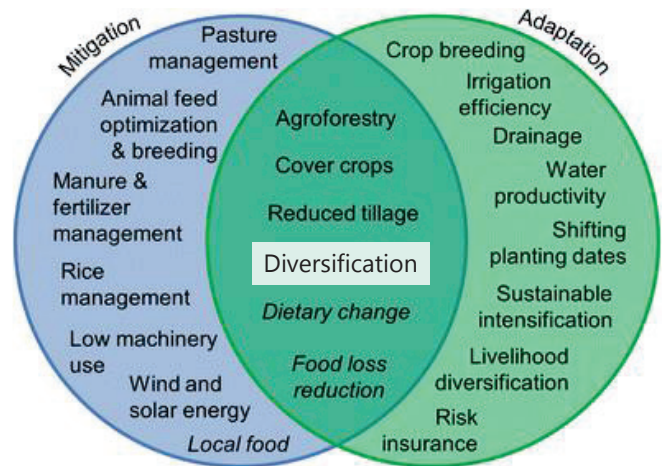 Mitigation
Pasture
management
Animal feed
optimization
& breeding
Manure &
fertilizer
management
Rice
management
Low machinery
use
Wind and
solar energy
Local food
Agroforestry
Cover crops
Reduced tillage
Diversification
Dietary change
Food loss
reduction
Adaptation
Crop breeding
Irrigation
efficiency
Drainage
Water
productivity
Shifting
planting dates
Sustainable
intensification
Livelihood
diversification
Risk
insurance